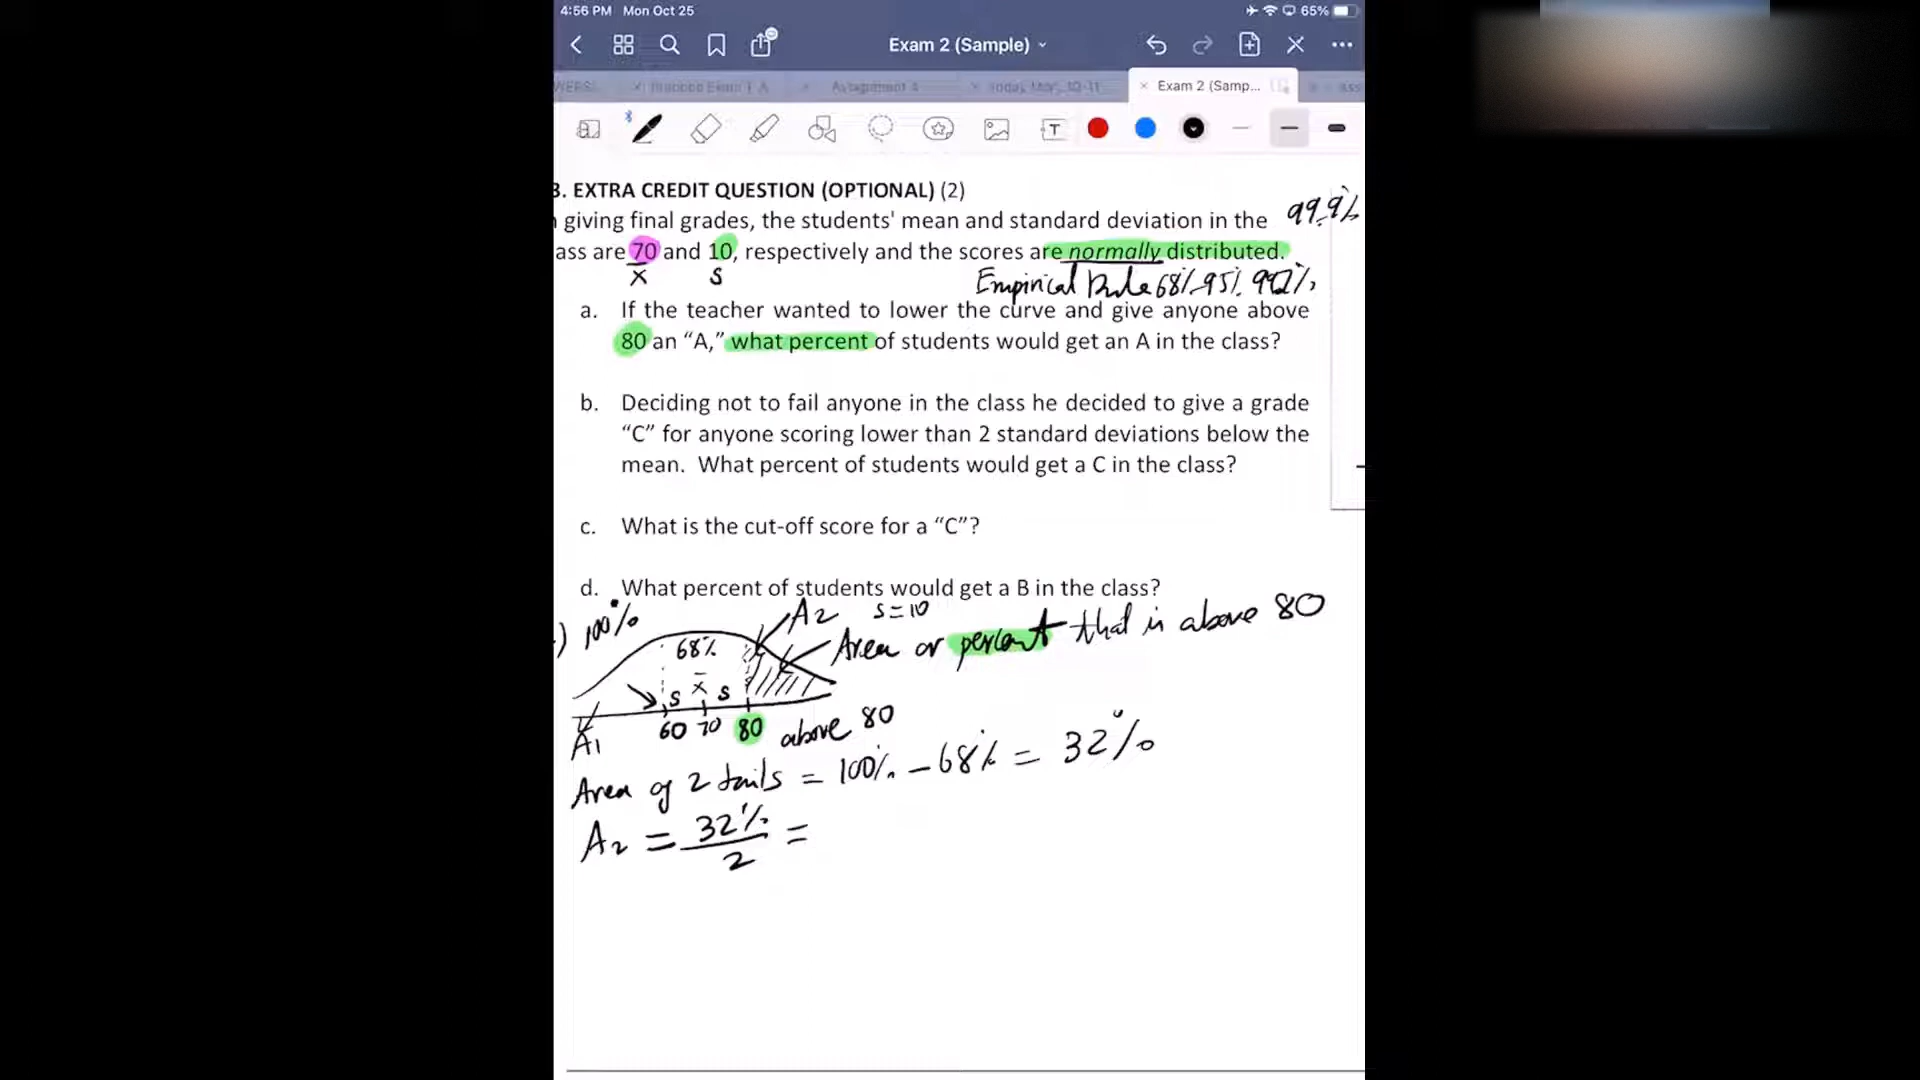 4:56 PM Mon Oct 25
65%
Exam 2 (Sample)
Assignment 4
Exam 2 (Samp...
3. EXTRA CREDIT QUESTION (OPTIONAL) (2)
giving final grades, the students' mean and standard deviation in the
99.9%
ass are 70 and 10, respectively and the scores are normally distributed.
x̄ s
Empirical Rule 68% 95% 99.7%
a. If the teacher wanted to lower the curve and give anyone above
80 an “A,” what percent of students would get an A in the class?
b. Deciding not to fail anyone in the class he decided to give a grade
“C” for anyone scoring lower than 2 standard deviations below the
mean. What percent of students would get a C in the class?
c. What is the cut-off score for a “C”?
d. What percent of students would get a B in the class?
) 100% A2 s=10
68% Area or percent that is above 80
s x̄ s
60 70 80 above 80
A1
Area of 2 tails = 100% - 68% = 32%
A2 = 32%/2 =